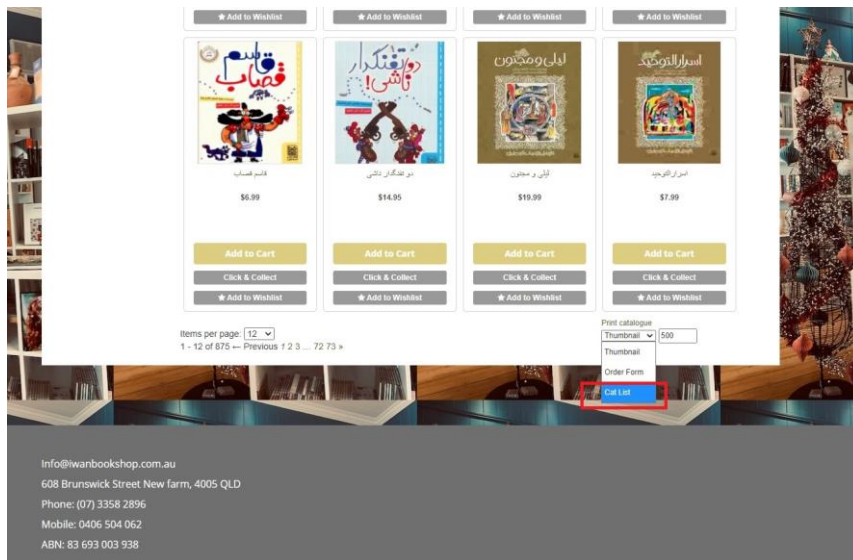 ★ Add to Wishlist
★ Add to Wishlist
★ Add to Wishlist
★ Add to Wishlist
قاسم
قصاب
دو تفنگدار
ناشی!
لیلی و مجنون
اسرارالتوحید
قاسم قصاب
دو تفنگدار ناشی
لیلی و مجنون
اسرارالتوحید
$6.99
$14.95
$19.99
$7.99
Add to Cart
Add to Cart
Add to Cart
Add to Cart
Click & Collect
Click & Collect
Click & Collect
Click & Collect
★ Add to Wishlist
★ Add to Wishlist
★ Add to Wishlist
★ Add to Wishlist
Items per page: 12
1 - 12 of 875 ← Previous 1 2 3 ... 72 73 »
Print catalogue
Thumbnail 500
Thumbnail
Order Form
Cat List
Info@iwanbookshop.com.au
608 Brunswick Street New farm, 4005 QLD
Phone: (07) 3358 2896
Mobile: 0406 504 062
ABN: 83 693 003 938